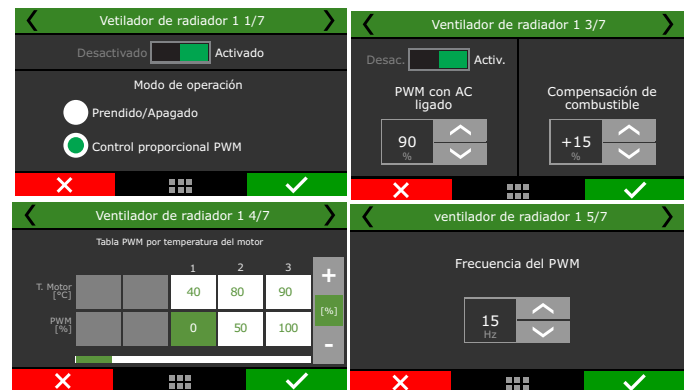 Vetilador de radiador 1 1/7
Desactivado Activado
Modo de operación
Prendido/Apagado
Control proporcional PWM
Ventilador de radiador 1 3/7
Desac. Activ.
PWM con AC
ligado
90
%
Compensación de
combustible
+15
%
Ventilador de radiador 1 4/7
Tabla PWM por temperatura del motor
1 2 3
T. Motor
[°C]
40 80 90
PWM
[%]
0 50 100
+
[%]
-
ventilador de radiador 1 5/7
Frecuencia del PWM
15
Hz